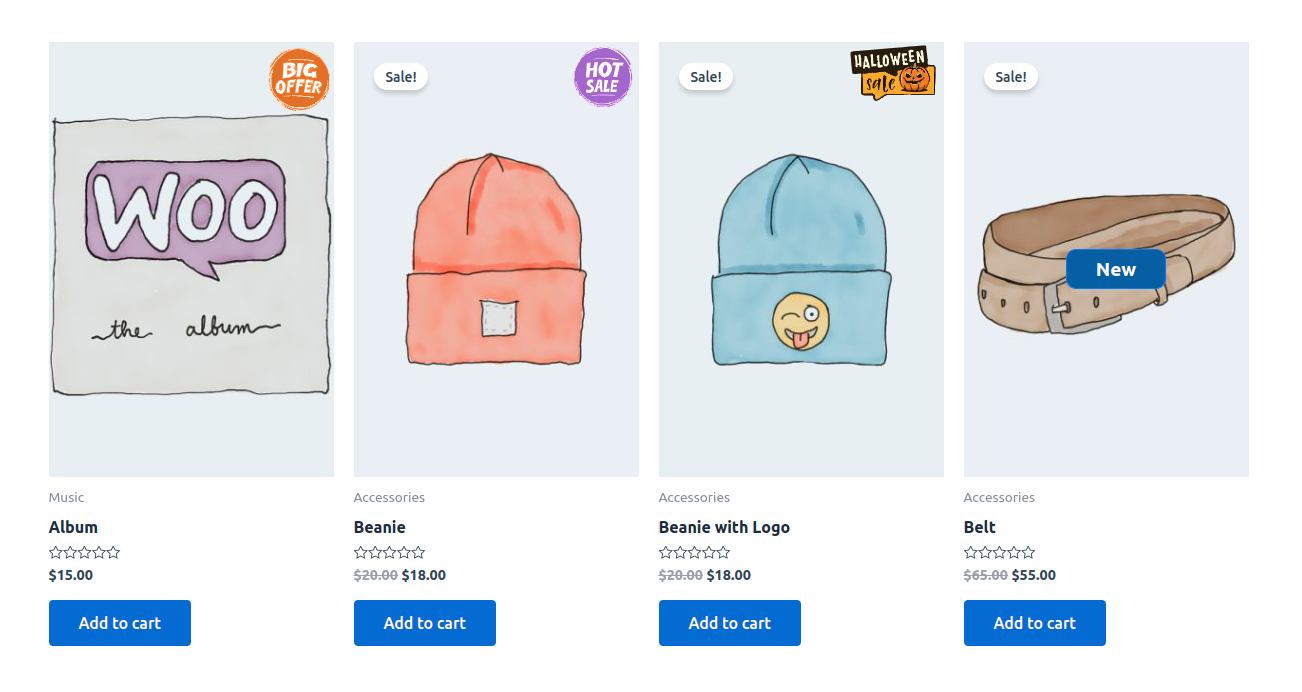 BIG
OFFER
WOO
the album
Music
Album
$15.00
Add to cart
Sale!
HOT
SALE
Accessories
Beanie
$20.00 $18.00
Add to cart
Sale!
HALLOWEEN
sale
Accessories
Beanie with Logo
$20.00 $18.00
Add to cart
Sale!
New
Accessories
Belt
$65.00 $55.00
Add to cart